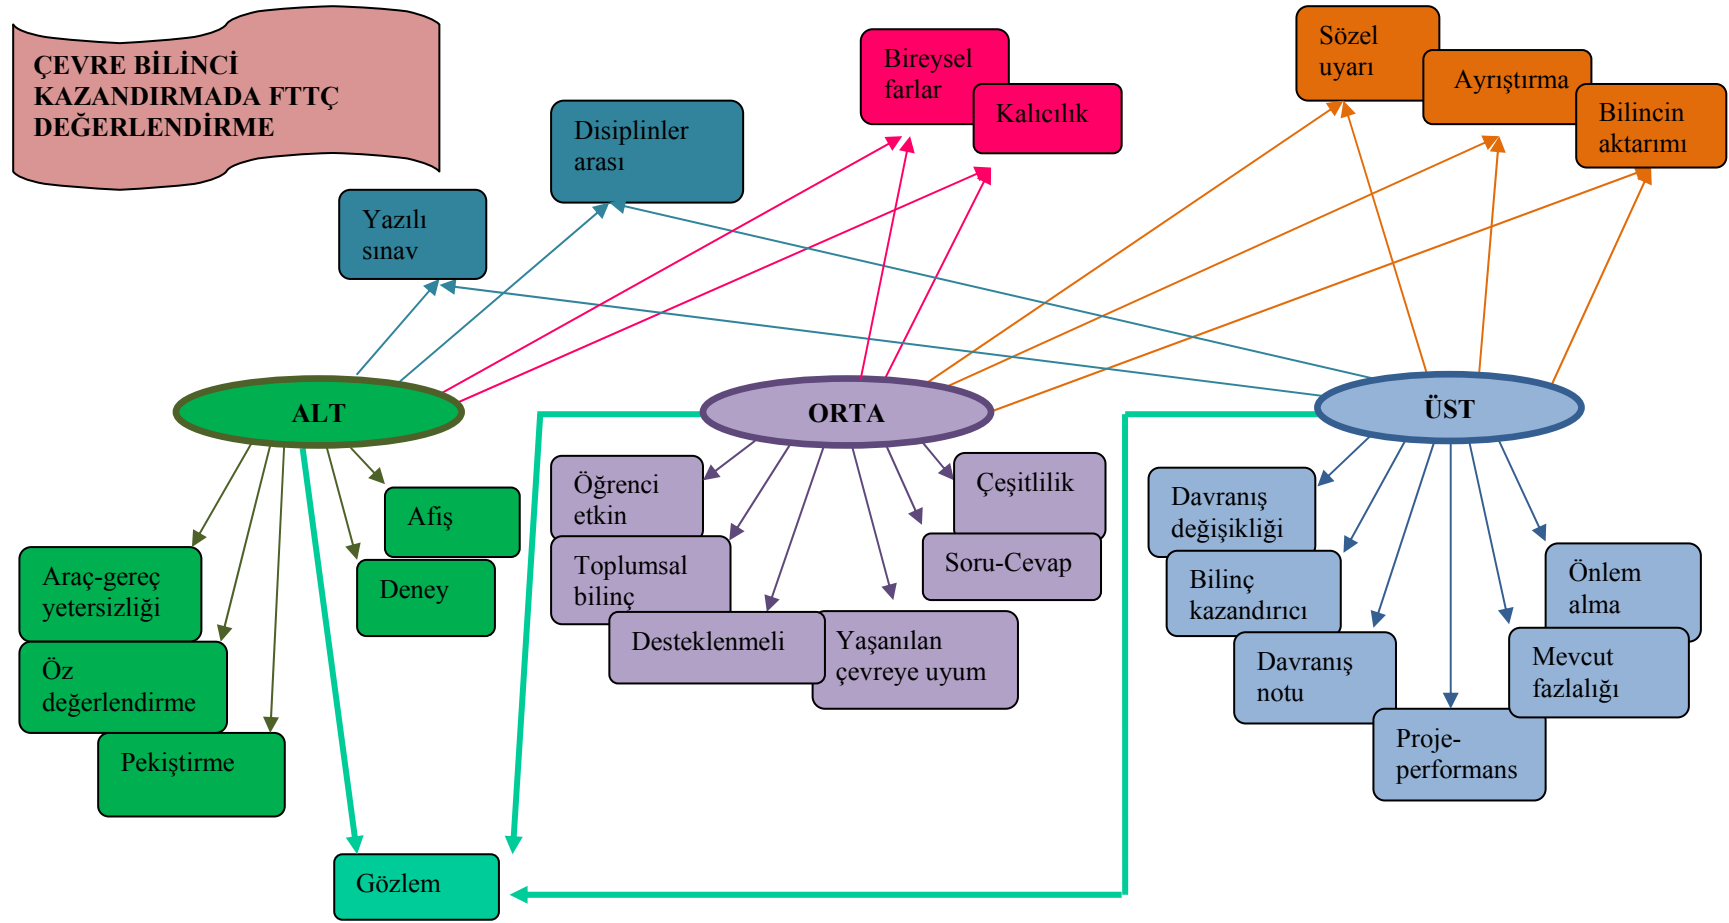 ÇEVRE BİLİNCİ
KAZANDIRMADA FTTÇ
DEĞERLENDİRME
Yazılı
sınav
Disiplinler
arası
Bireysel
farlar
Kalıcılık
Sözel
uyarı
Ayrıştırma
Bilincin
aktarımı
ALT
ORTA
ÜST
Araç-gereç
yetersizliği
Öz
değerlendirme
Pekiştirme
Deney
Afiş
Öğrenci
etkin
Toplumsal
bilinç
Desteklenmeli
Yaşanılan
çevreye uyum
Soru-Cevap
Çeşitlilik
Davranış
değişikliği
Bilinç
kazandırıcı
Davranış
notu
Proje-
performans
Mevcut
fazlalığı
Önlem
alma
Gözlem